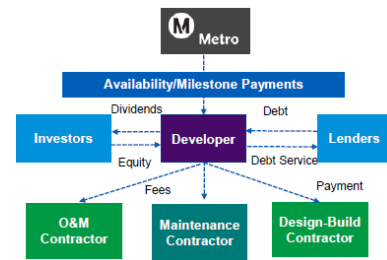 M
Metro
Availability/Milestone Payments
Dividends
Debt
Investors
Developer
Lenders
Equity
Debt Service
Fees
Payment
O&M
Contractor
Maintenance
Contractor
Design-Build
Contractor